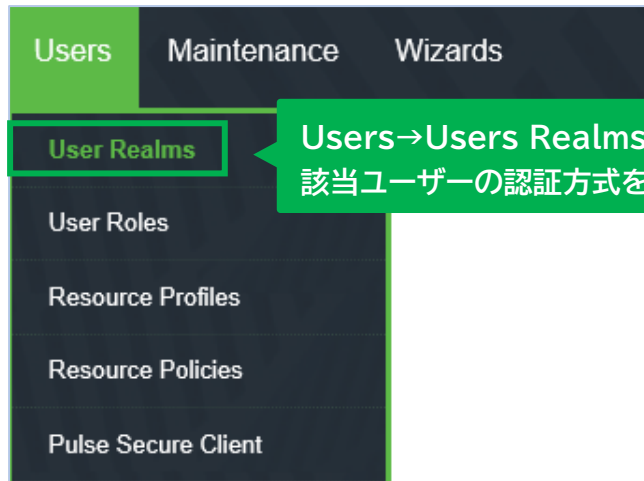 Users Maintenance Wizards
User Realms
Users→Users Realms
該当ユーザーの認証方式を
User Roles
Resource Profiles
Resource Policies
Pulse Secure Client